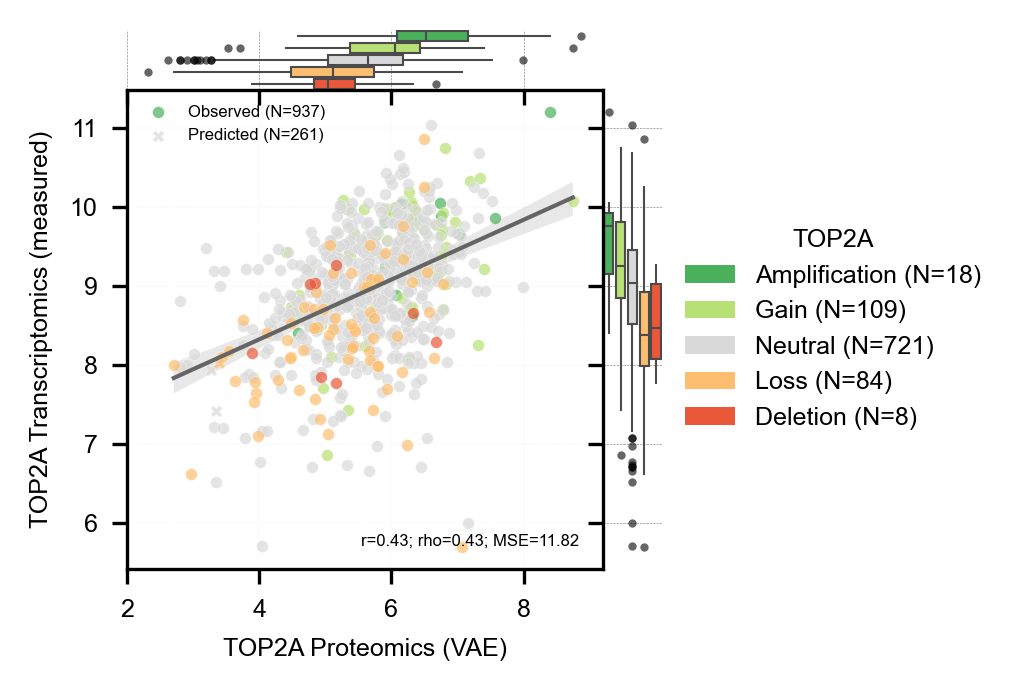 Observed (N=937)
Predicted (N=261)
11
10
9
8
7
6
TOP2A Transcriptomics (measured)
r=0.43; rho=0.43; MSE=11.82
2
4
6
8
TOP2A Proteomics (VAE)
TOP2A
Amplification (N=18)
Gain (N=109)
Neutral (N=721)
Loss (N=84)
Deletion (N=8)